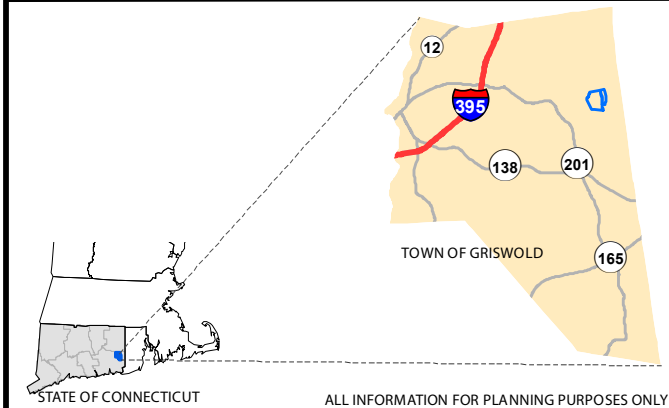 12
395
138
201
TOWN OF GRISWOLD
165
STATE OF CONNECTICUT
ALL INFORMATION FOR PLANNING PURPOSES ONLY